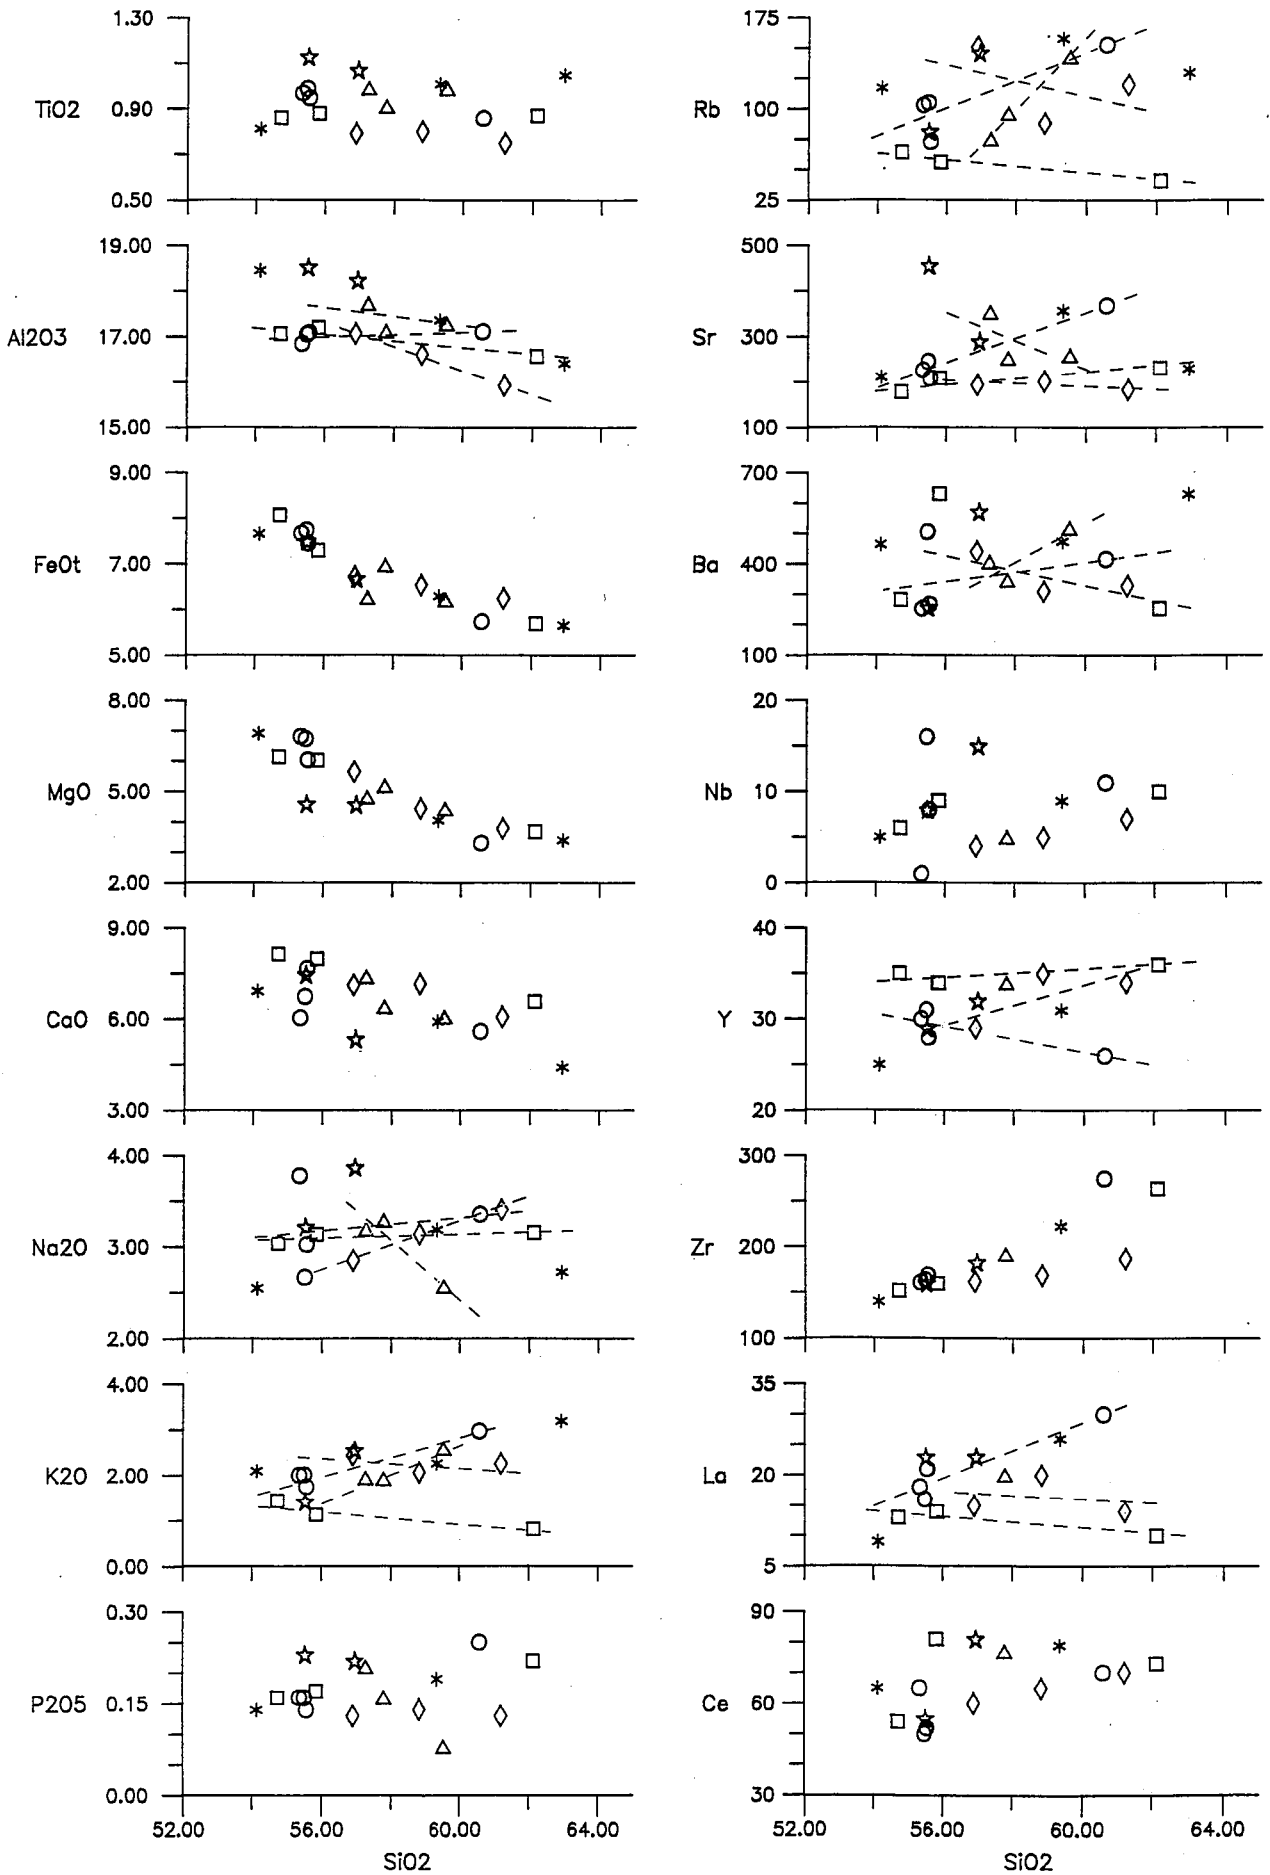 1.30
TiO2 0.90
0.50
19.00
Al2O3 17.00
15.00
9.00
FeOt 7.00
5.00
8.00
MgO 5.00
2.00
9.00
CaO 6.00
3.00
4.00
Na2O 3.00
2.00
4.00
K2O 2.00
0.00
0.30
P2O5 0.15
0.00
52.00 56.00 60.00 64.00
SiO2
175
Rb 100
25
500
Sr 300
100
700
Ba 400
100
20
Nb 10
0
40
Y 30
20
300
Zr 200
100
35
La 20
5
90
Ce 60
30
52.00 56.00 60.00 64.00
SiO2